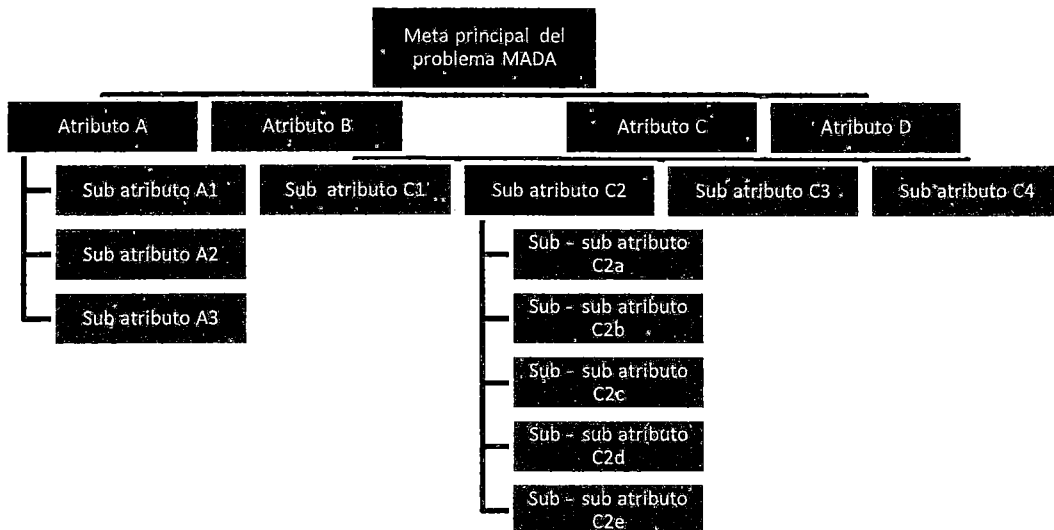 Meta principal del
problema MADA
Atributo A
Atributo B
Atributo C
Atributo D
Sub atributo A1
Sub atributo C1
Sub atributo C2
Sub atributo C3
Sub atributo C4
Sub atributo A2
Sub atributo A3
Sub - sub atributo
C2a
Sub - sub atributo
C2b
Sub - sub atributo
C2c
Sub - sub atributo
C2d
Sub - sub atributo
C2e